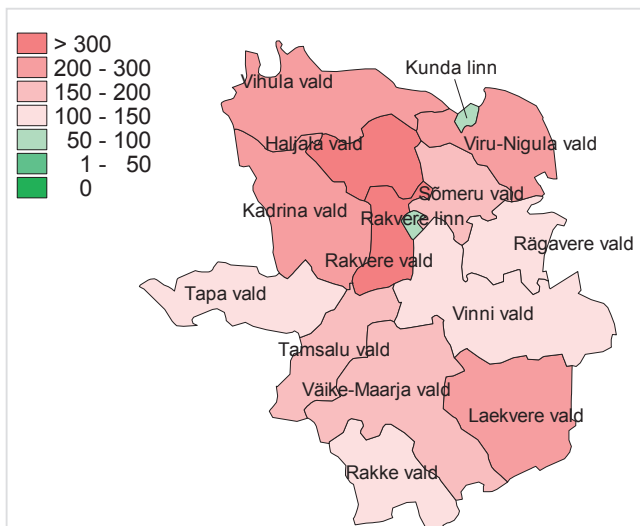 > 300
200 - 300
150 - 200
100 - 150
50 - 100
1 - 50
0
Kunda linn
Vihula vald
Haljala vald
Viru-Nigula vald
Sõmeru vald
Kadrina vald
Rakvere linn
Rägavere vald
Rakvere vald
Tapa vald
Vinni vald
Tamsalu vald
Väike-Maarja vald
Laekvere vald
Rakke vald